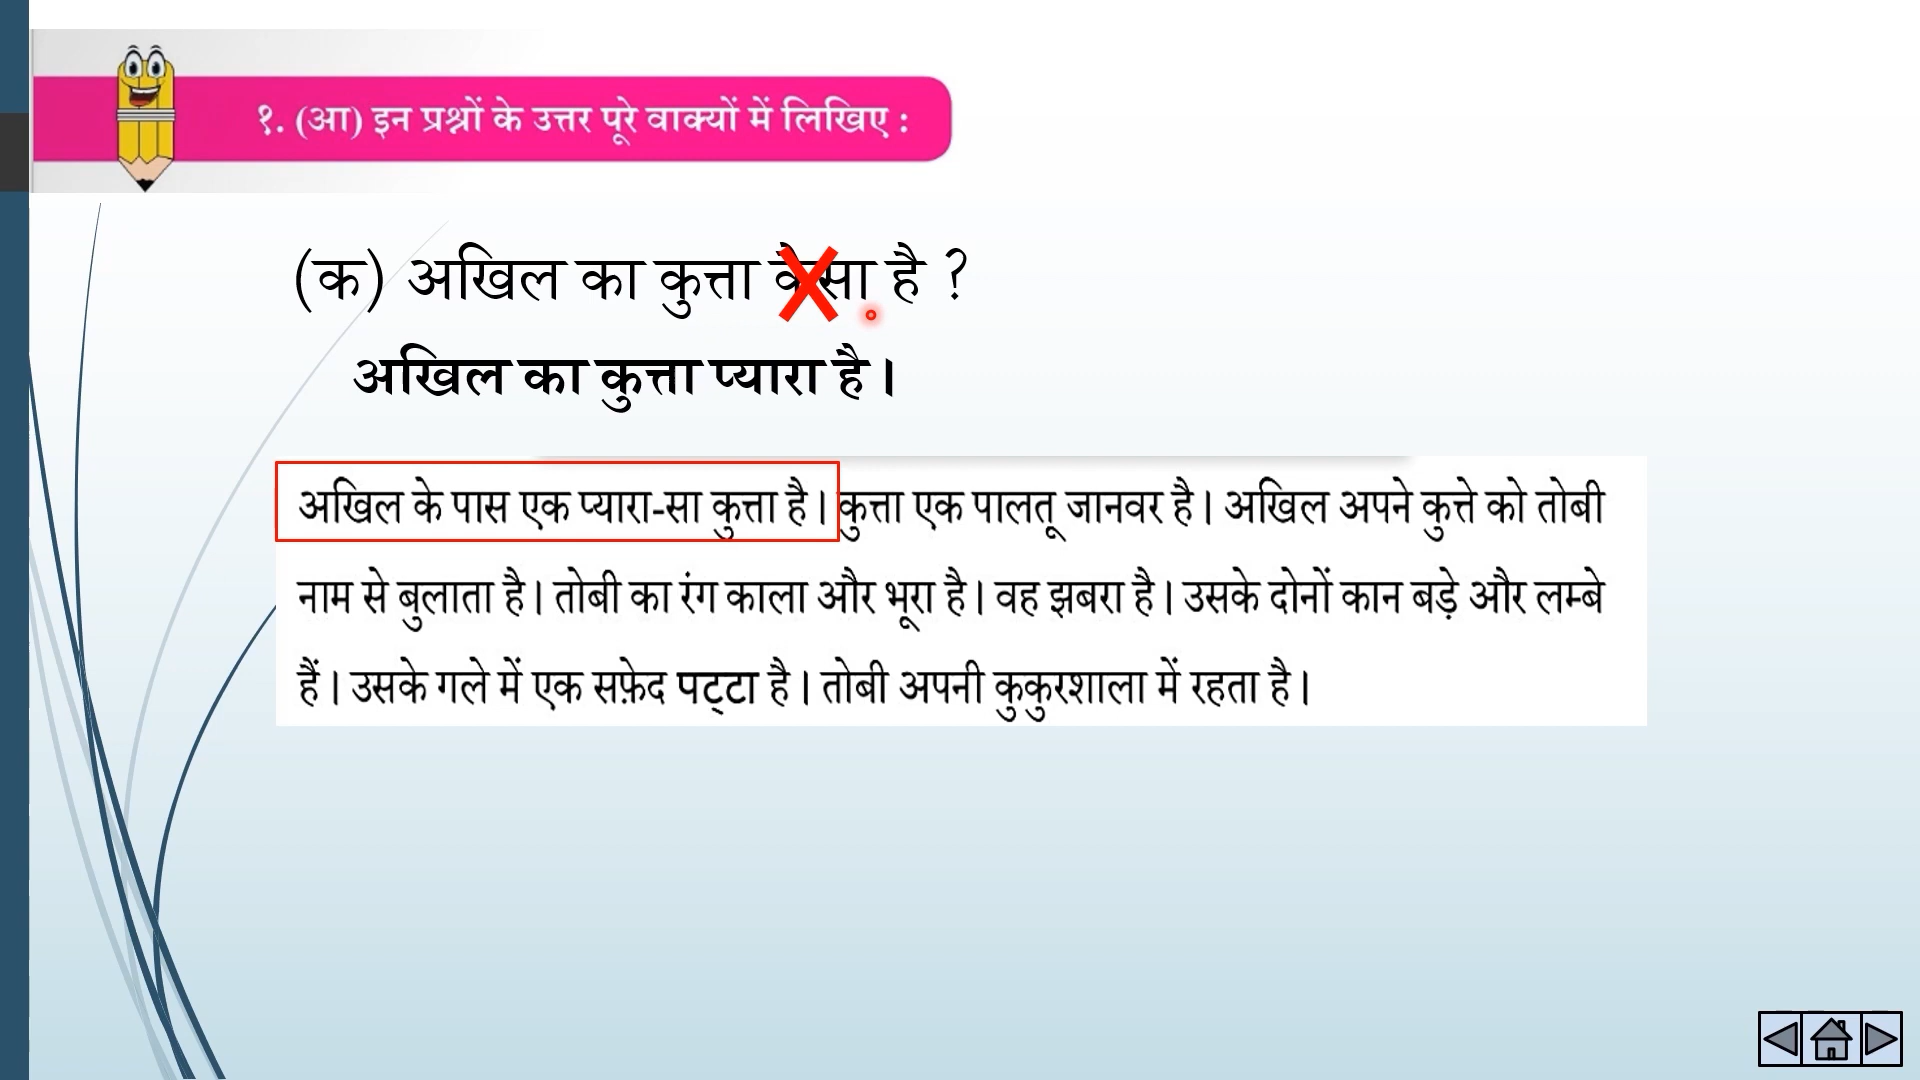 १. (आ) इन प्रश्नों के उत्तर पूरे वाक्यों में लिखिए :
(क) अखिल का कुत्ता कैसा है ?
अखिल का कुत्ता प्यारा है।
अखिल के पास एक प्यारा-सा कुत्ता है। कुत्ता एक पालतू जानवर है। अखिल अपने कुत्ते को तोबी
नाम से बुलाता है। तोबी का रंग काला और भूरा है। वह झबरा है। उसके दोनों कान बड़े और लम्बे
हैं। उसके गले में एक सफ़ेद पट्टा है। तोबी अपनी कुकुरशाला में रहता है।